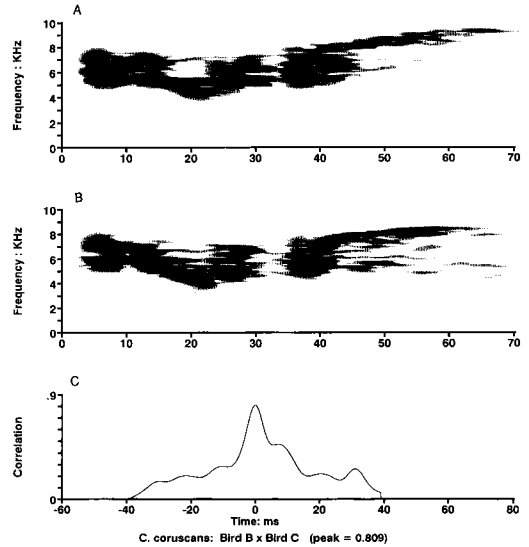 A
Frequency : KHz
10
8
6
4
2
0
0 10 20 30 40 50 60 70
B
Frequency : KHz
10
8
6
4
2
0
0 10 20 30 40 50 60 70
C
Correlation
.9
0
-60 -40 -20 0 20 40 60
Time: ms
C. coruscans: Bird B x Bird C (peak = 0.809)